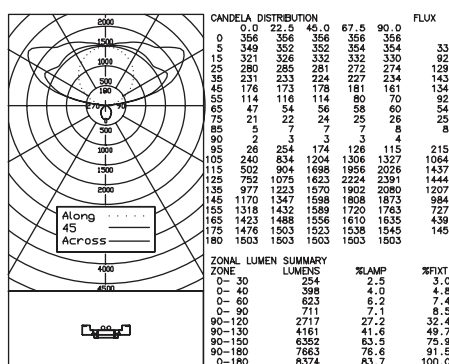 2000
1500
1000
500
180
270 90
0
500
1000
1500
2000
Along
45
Across
4000
4500
CANDELA DISTRIBUTION FLUX
0.0 22.5 45.0 67.5 90.0
0 356 356 356 356 356
5 349 352 352 354 354 33
15 321 326 332 332 330 92
25 280 285 281 272 274 129
35 231 233 224 227 234 143
45 176 173 178 181 161 134
55 114 116 114 80 70 92
65 47 54 56 58 60 54
75 21 22 24 25 26 25
85 5 7 7 7 8 8
90 2 3 3 3 4
95 26 254 174 126 115 215
105 240 834 1204 1306 1327 1064
115 502 904 1698 1956 2026 1437
125 752 1075 1623 2224 2391 1444
135 977 1223 1570 1902 2080 1207
145 1170 1347 1598 1808 1873 984
155 1318 1432 1589 1720 1763 727
165 1423 1488 1556 1610 1635 439
175 1476 1503 1523 1538 1545 145
180 1503 1503 1503 1503 1503
ZONAL LUMEN SUMMARY
ZONE LUMENS %LAMP %FIXT
0- 30 254 2.5 3.0
0- 40 398 4.0 4.8
0- 60 623 6.2 7.4
0- 90 711 7.1 8.5
90-120 2717 27.2 32.4
90-130 4161 41.6 49.7
90-150 6352 63.5 75.9
90-180 7663 76.6 91.5
0-180 8374 83.7 100.0